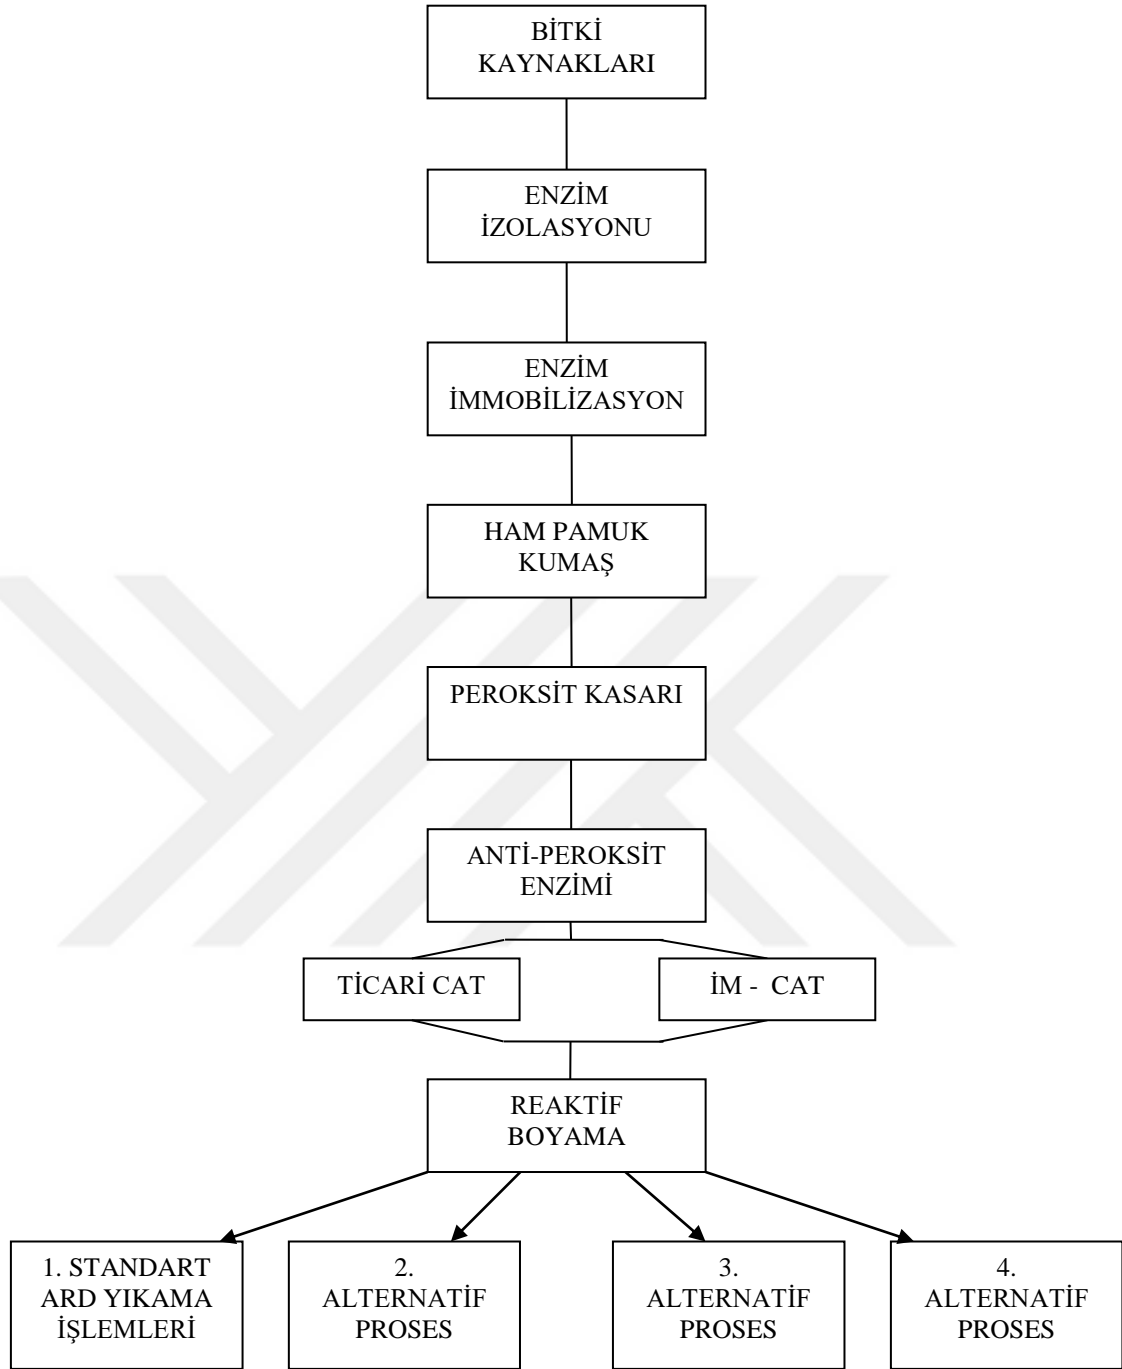 BİTKİ
KAYNAKLARI
ENZİM
İZOLASYONU
ENZİM
İMMOBİLİZASYON
HAM PAMUK
KUMAŞ
PEROKSİT KASARI
ANTİ-PEROKSİT
ENZİMİ
TİCARİ CAT
İM - CAT
REAKTİF
BOYAMA
1. STANDART
ARD YIKAMA
İŞLEMLERİ
2.
ALTERNATİF
PROSES
3.
ALTERNATİF
PROSES
4.
ALTERNATİF
PROSES